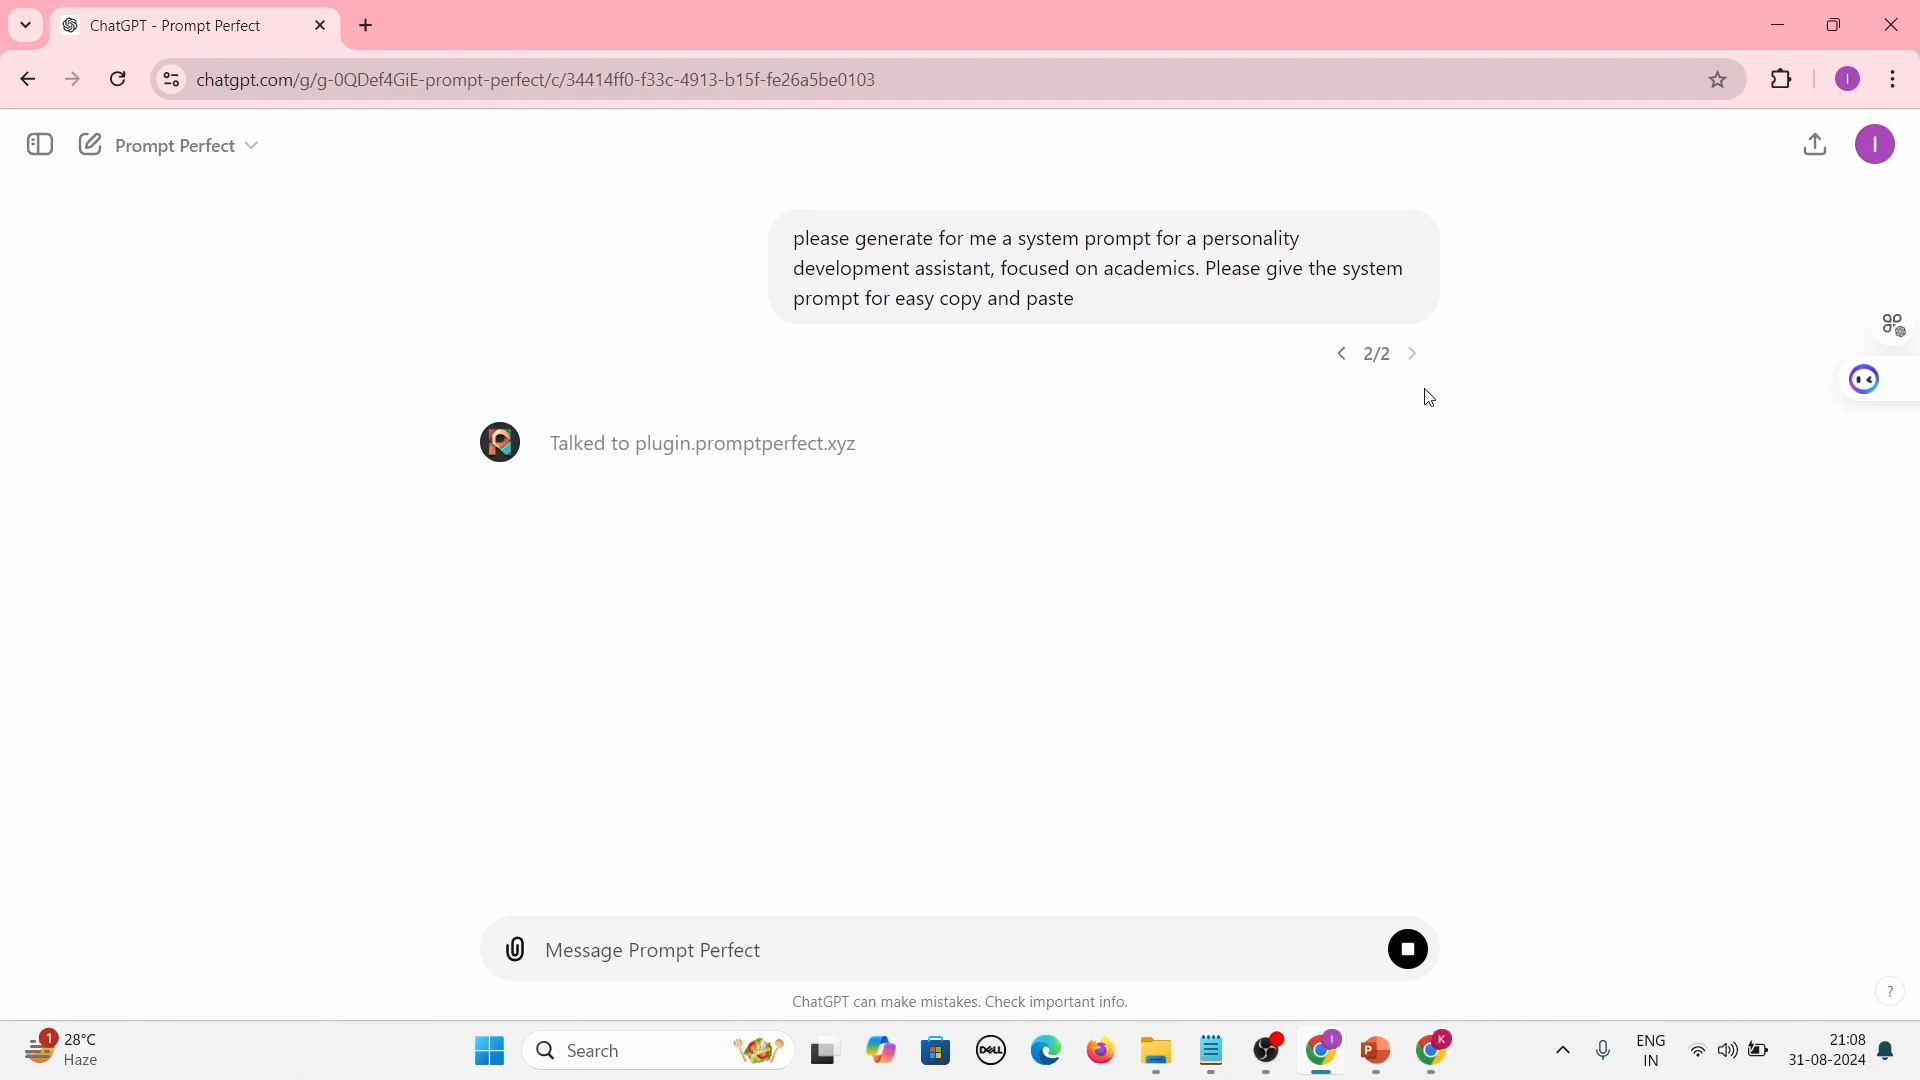 ChatGPT - Prompt Perfect
chatgpt.com/g/g-0QDef4GiE-prompt-perfect/c/34414ff0-f33c-4913-b15f-fe26a5be0103
I
Prompt Perfect
I
please generate for me a system prompt for a personality
development assistant, focused on academics. Please give the system
prompt for easy copy and paste
2/2
Talked to plugin.promptperfect.xyz
Message Prompt Perfect
ChatGPT can make mistakes. Check important info.
?
1
28°C
Haze
Search
DELL
I
P
K
ENG
IN
21:08
31-08-2024